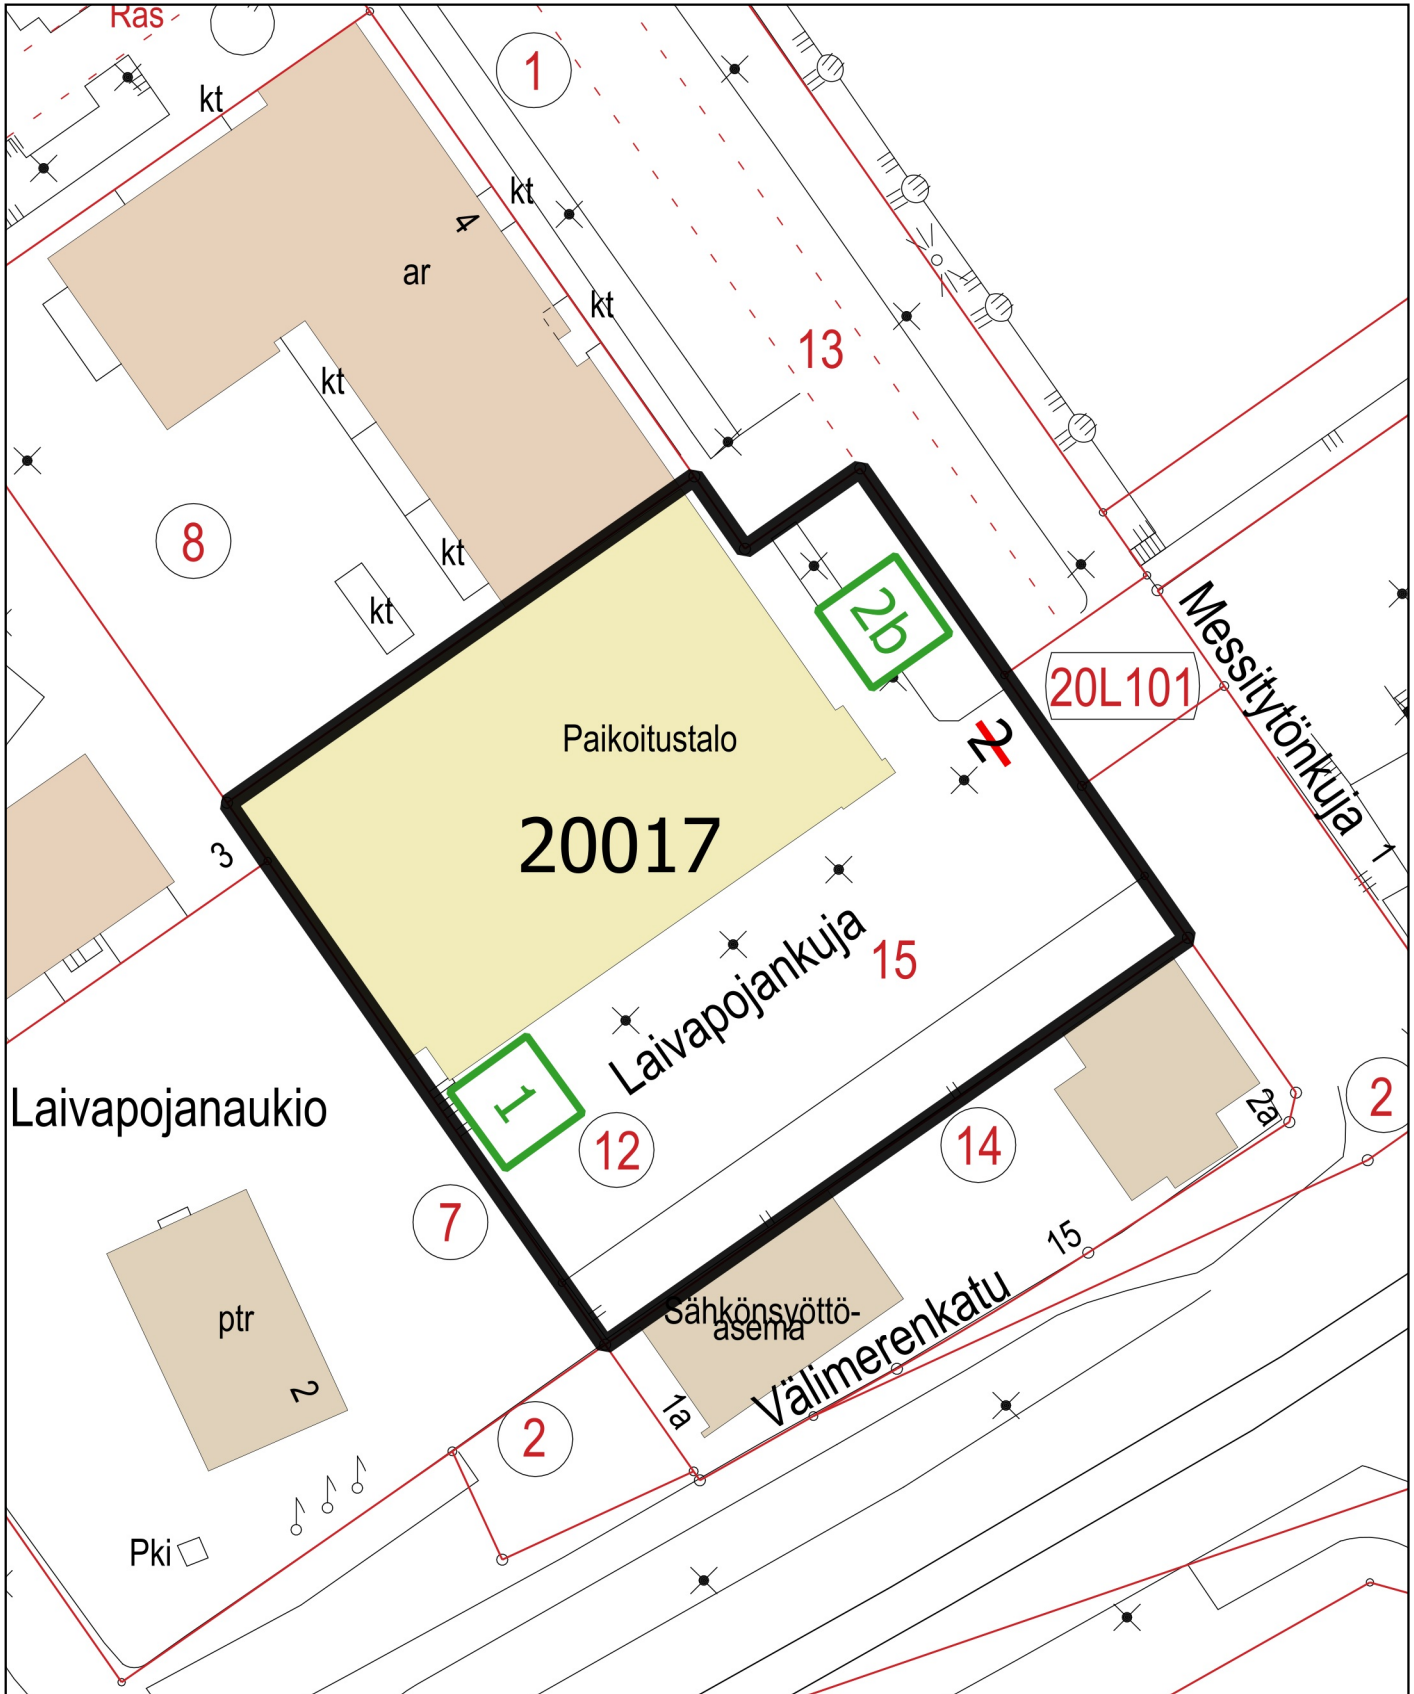 Ras
1
kt
kt
4
ar
kt
13
kt
8
kt
kt
2b
Messitytönkuja
20L101
2
Paikoitustalo
20017
3
1
Laivapojankuja
15
Laivapojanaukio
1
12
14
2a
2
7
15
ptr
Sähkönsyöttö-
asema
Välimerenkatu
2
1a
2
Pki